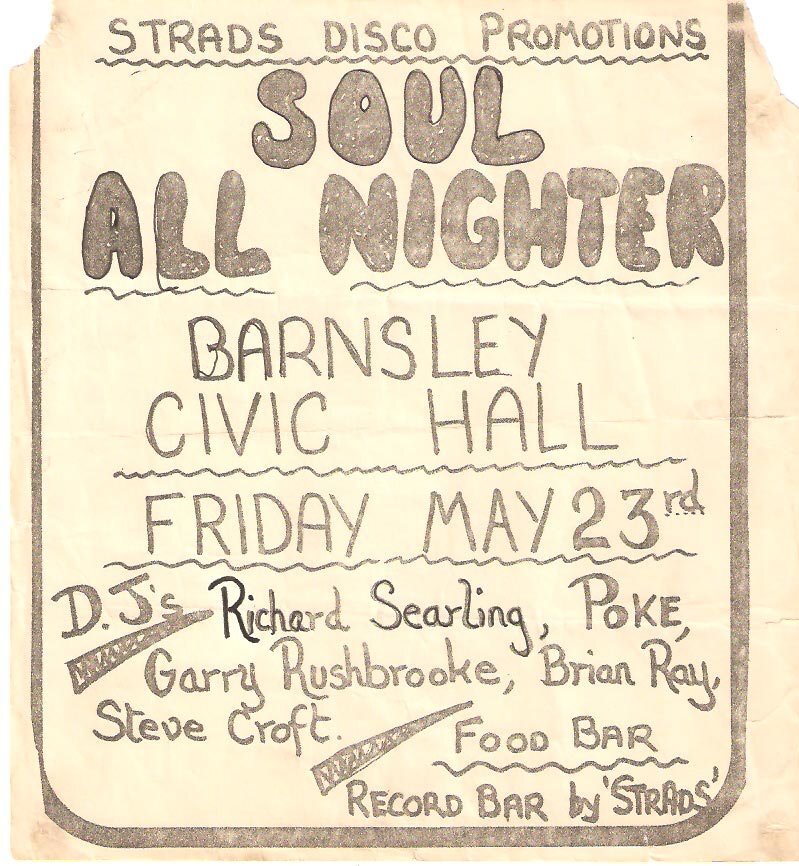 STRADS DISCO PROMOTIONS
SOUL
ALL NIGHTER
BARNSLEY
CIVIC HALL
FRIDAY MAY 23rd
D.J's Richard Searling, POKE,
Garry Rushbrooke, Brian Ray,
Steve Croft.
FOOD BAR
RECORD BAR by 'STRADS'